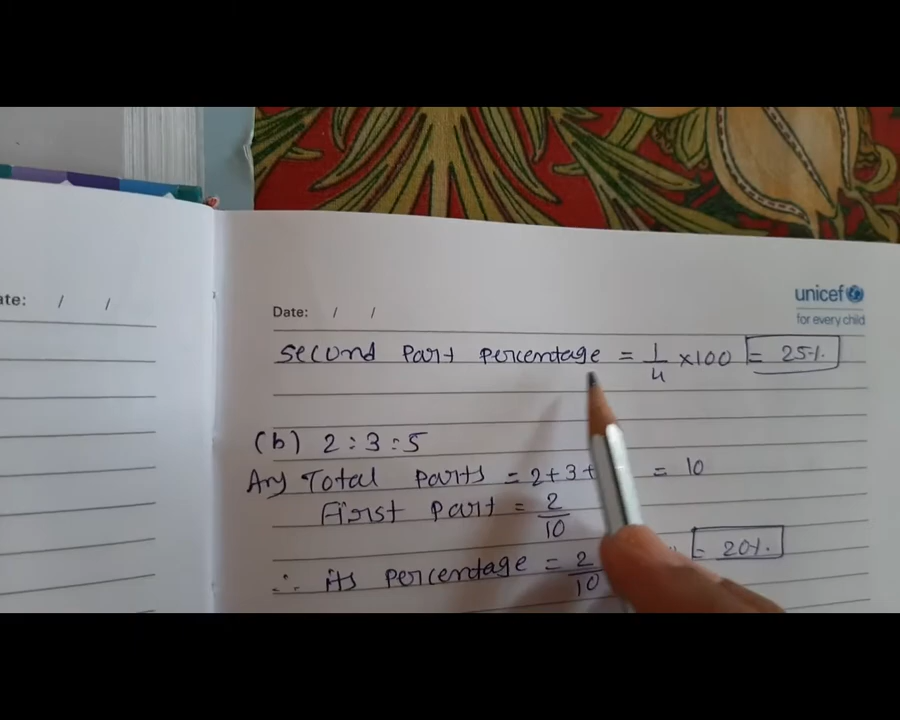 ate: / /
unicef
for every child
Date: / /
Second Part Percentage = 1/4 ×100 = 25%.
(b) 2:3:5
Ans Total Parts = 2+3+ = 10
First Part = 2/10
∴ its Percentage = 2/10 = 20%.